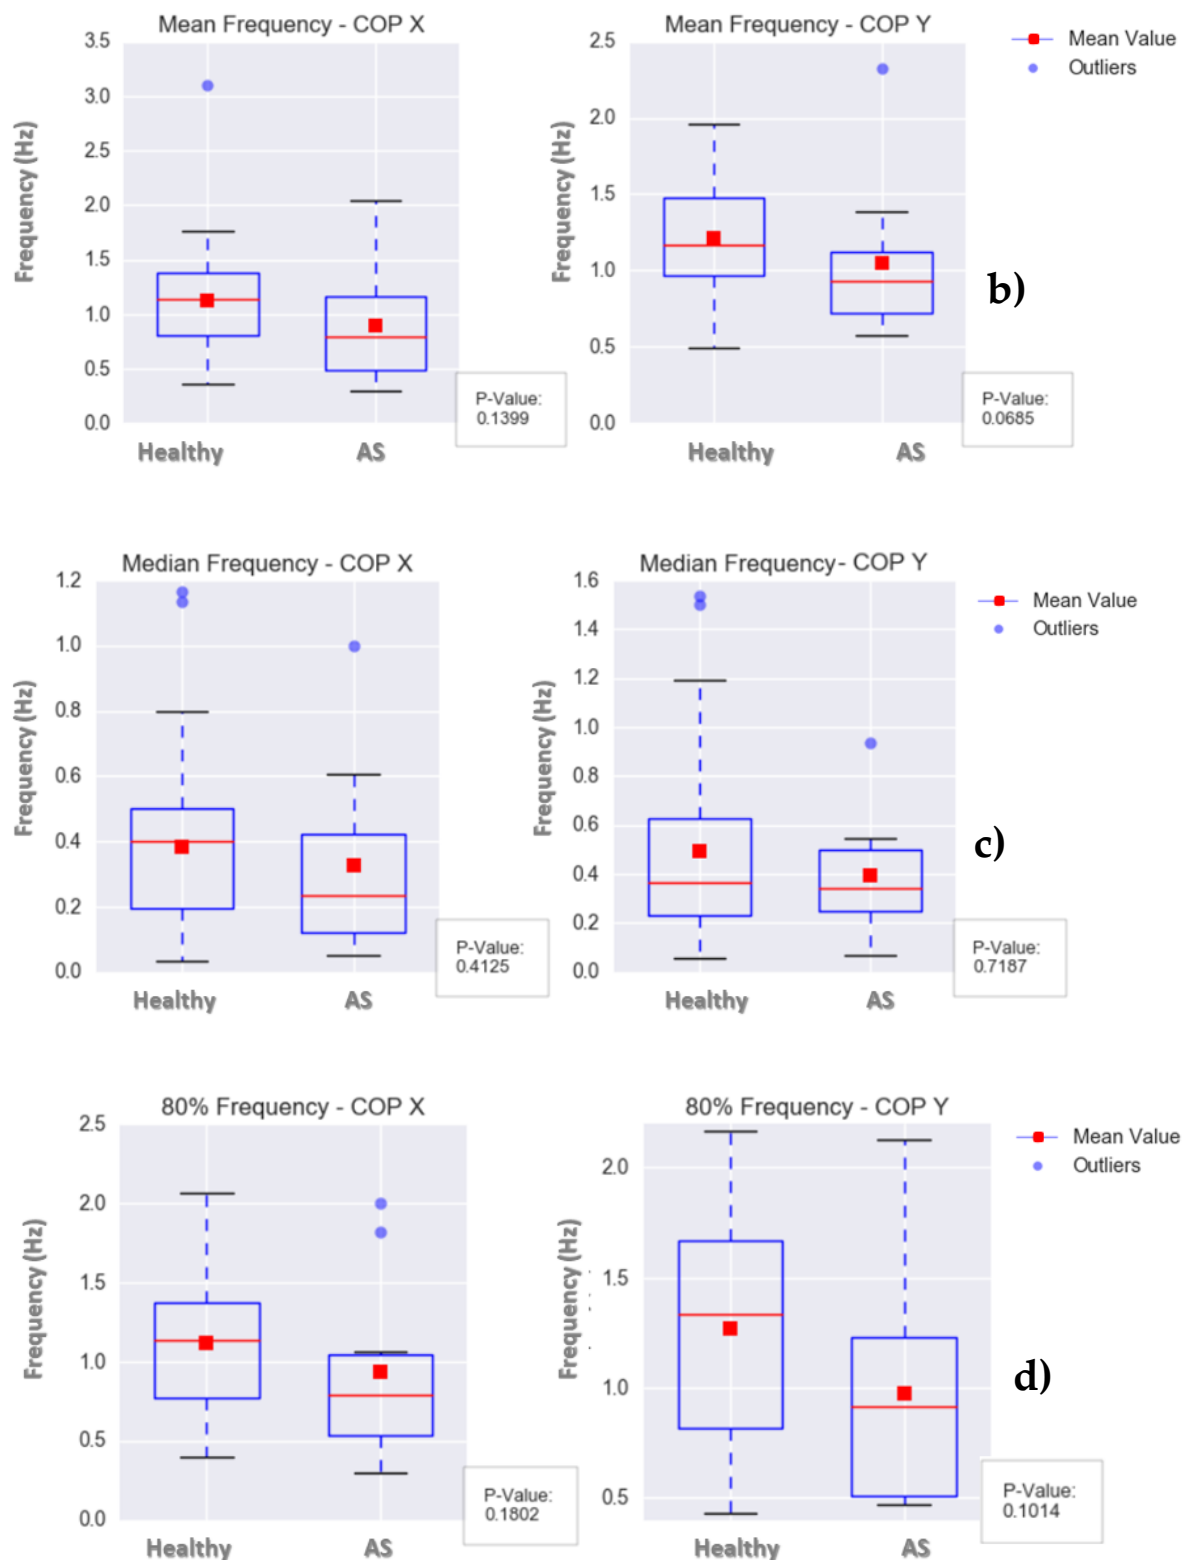 Mean Frequency - COP X
3.5
3.0
2.5
2.0
1.5
1.0
0.5
0.0
Frequency (Hz)
Healthy
AS
P-Value:
0.1399
Mean Frequency - COP Y
2.5
2.0
1.5
1.0
0.5
0.0
Frequency (Hz)
Healthy
AS
P-Value:
0.0685
Mean Value
Outliers
b)
Median Frequency - COP X
1.2
1.0
0.8
0.6
0.4
0.2
0.0
Frequency (Hz)
Healthy
AS
P-Value:
0.4125
Median Frequency- COP Y
1.6
1.4
1.2
1.0
0.8
0.6
0.4
0.2
0.0
Frequency (Hz)
Healthy
AS
P-Value:
0.7187
Mean Value
Outliers
c)
80% Frequency - COP X
2.5
2.0
1.5
1.0
0.5
0.0
Frequency (Hz)
Healthy
AS
P-Value:
0.1802
80% Frequency - COP Y
2.0
1.5
1.0
0.5
Frequency (Hz)
Healthy
AS
P-Value:
0.1014
Mean Value
Outliers
d)